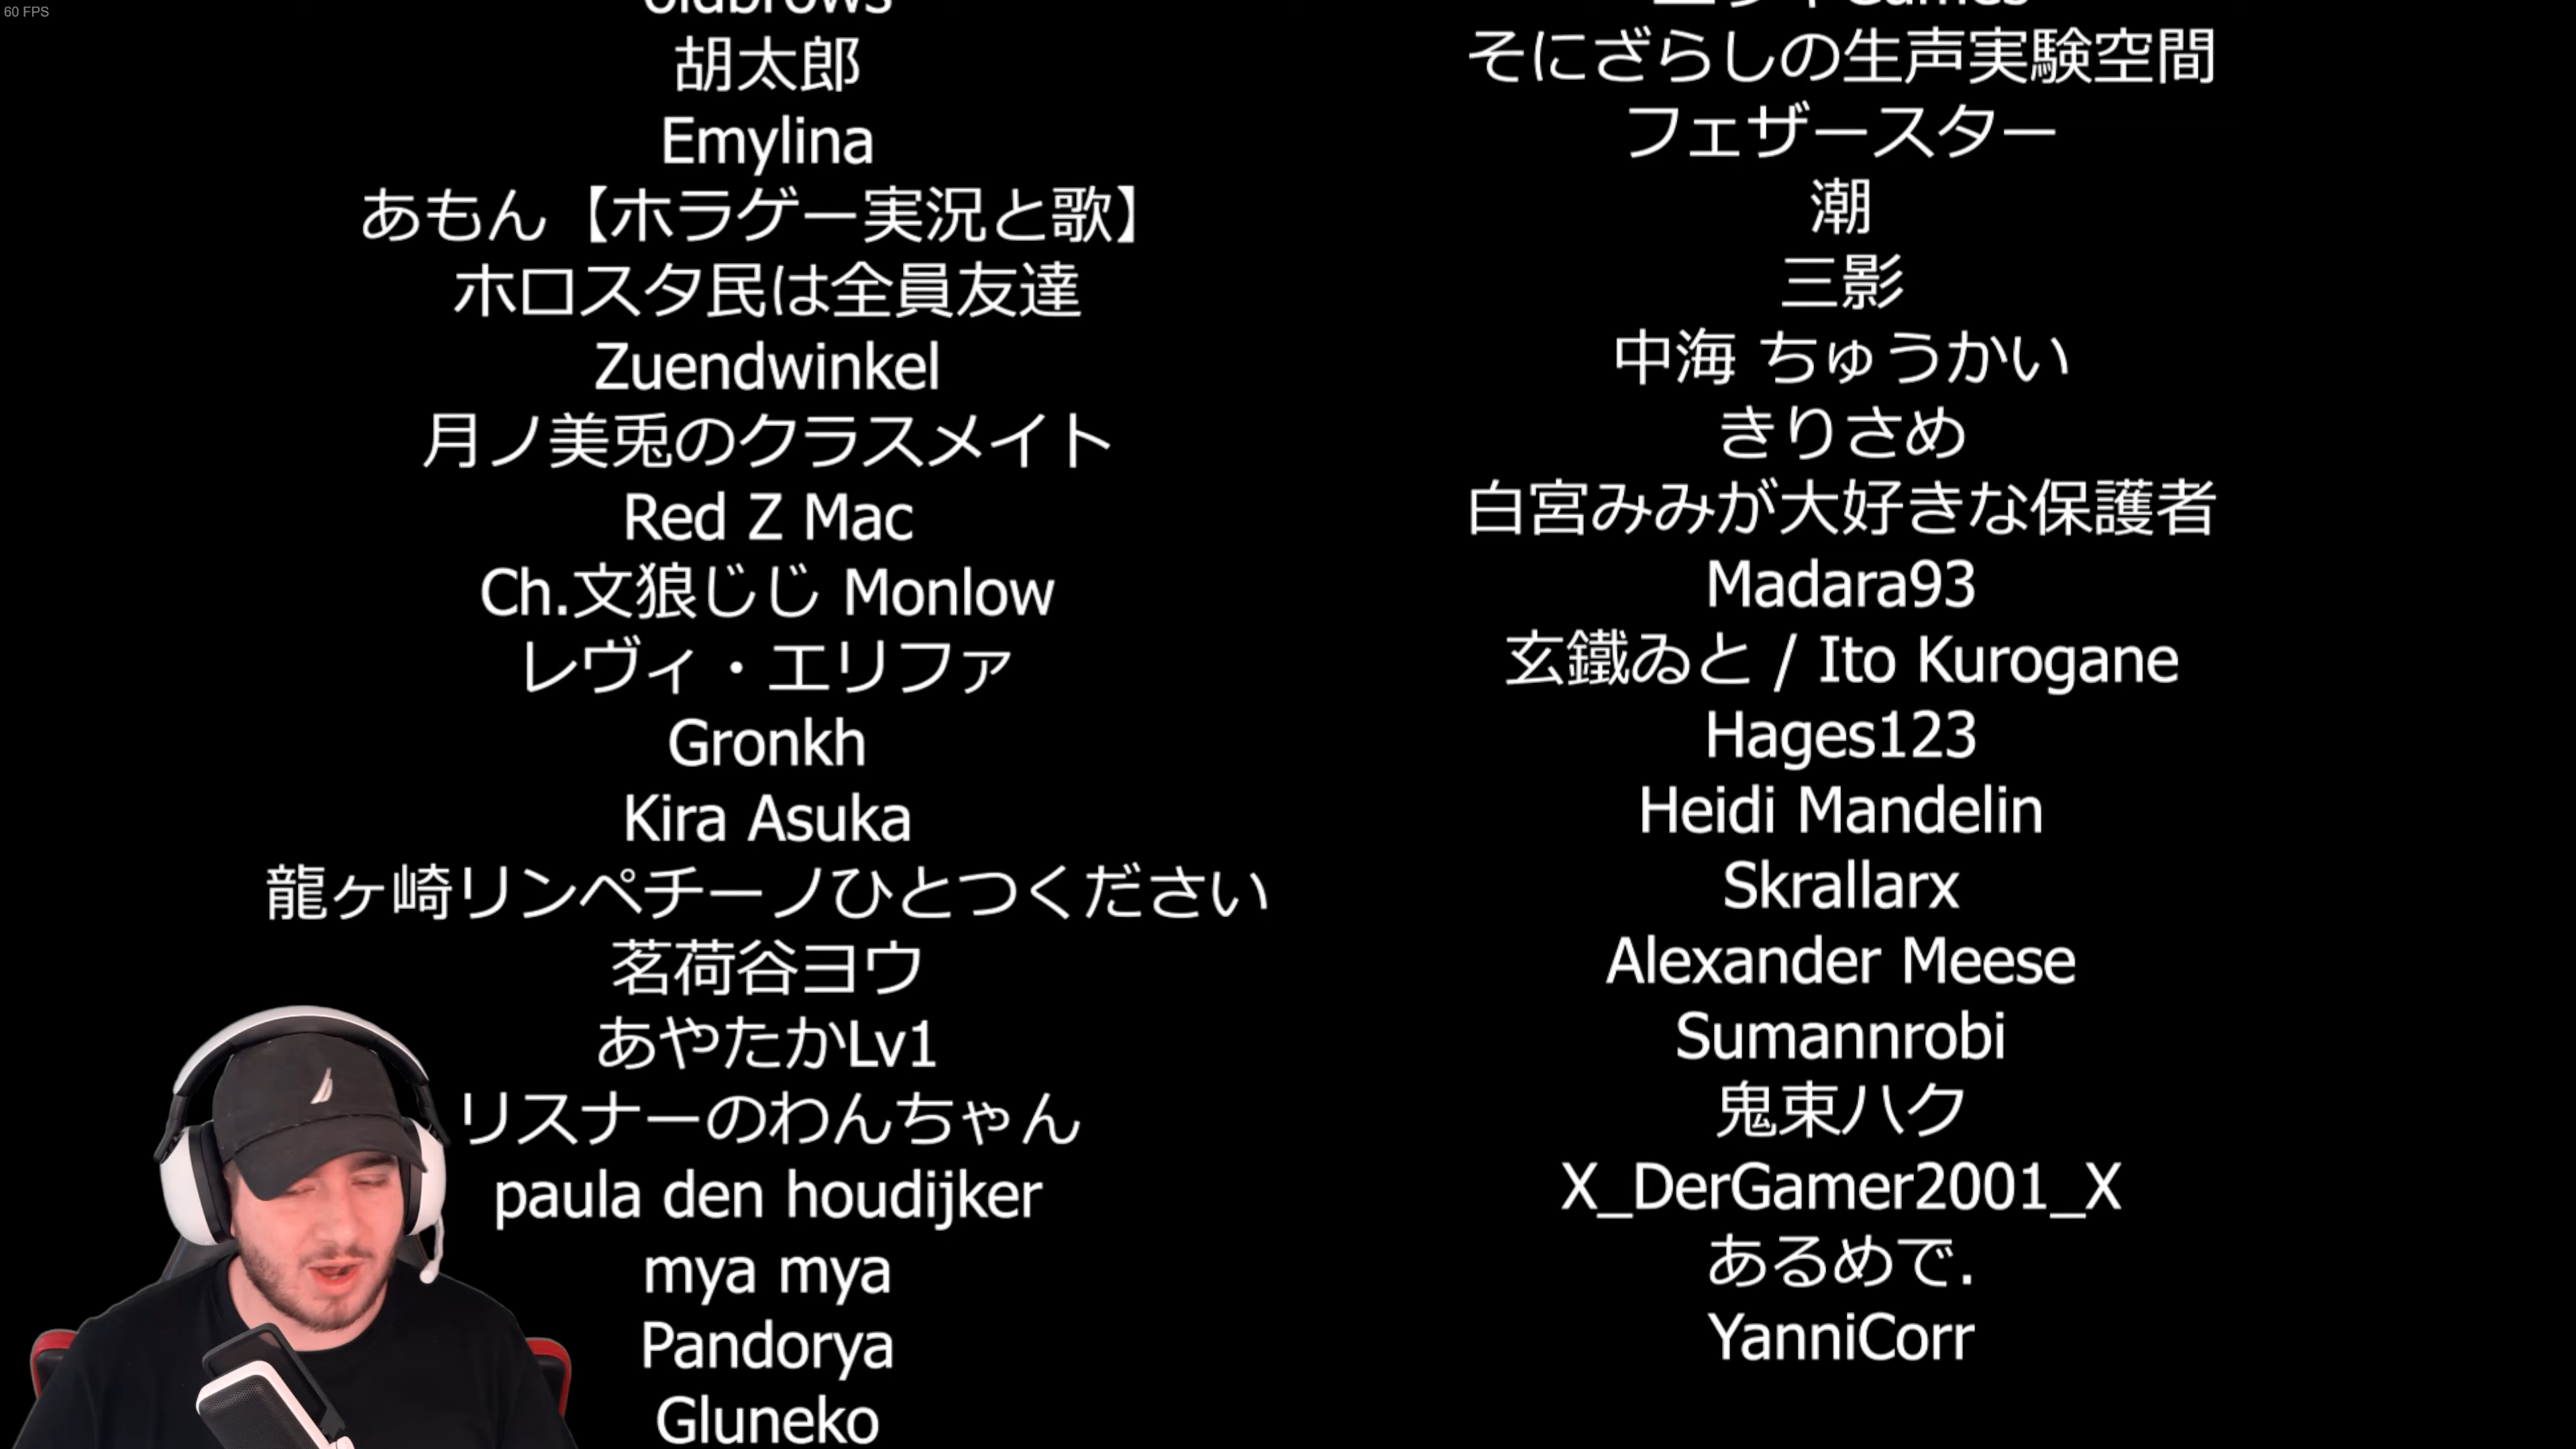 60 FPS
oldbrows
胡太郎
Emylina
あもん【ホラゲー実況と歌】
ホロスタ民は全員友達
Zuendwinkel
月ノ美兎のクラスメイト
Red Z Mac
Ch.文狼じじ Monlow
レヴィ・エリファ
Gronkh
Kira Asuka
龍ヶ崎リンペチーノひとつください
茗荷谷ヨウ
あやたかLv1
リスナーのわんちゃん
paula den houdijker
mya mya
Pandorya
Gluneko
そにざらしの生声実験空間
フェザースター
潮
三影
中海 ちゅうかい
きりさめ
白宮みみが大好きな保護者
Madara93
玄鐵ゐと / Ito Kurogane
Hages123
Heidi Mandelin
Skrallarx
Alexander Meese
Sumannrobi
鬼束ハク
X_DerGamer2001_X
あるめで.
YanniCorr